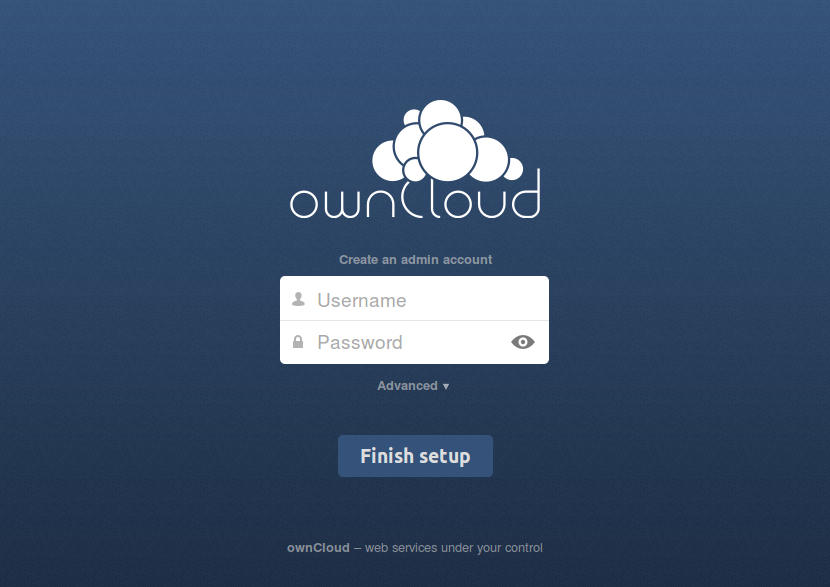 ownCloud
Create an admin account
Username
Password
Advanced ▾
Finish setup
ownCloud – web services under your control